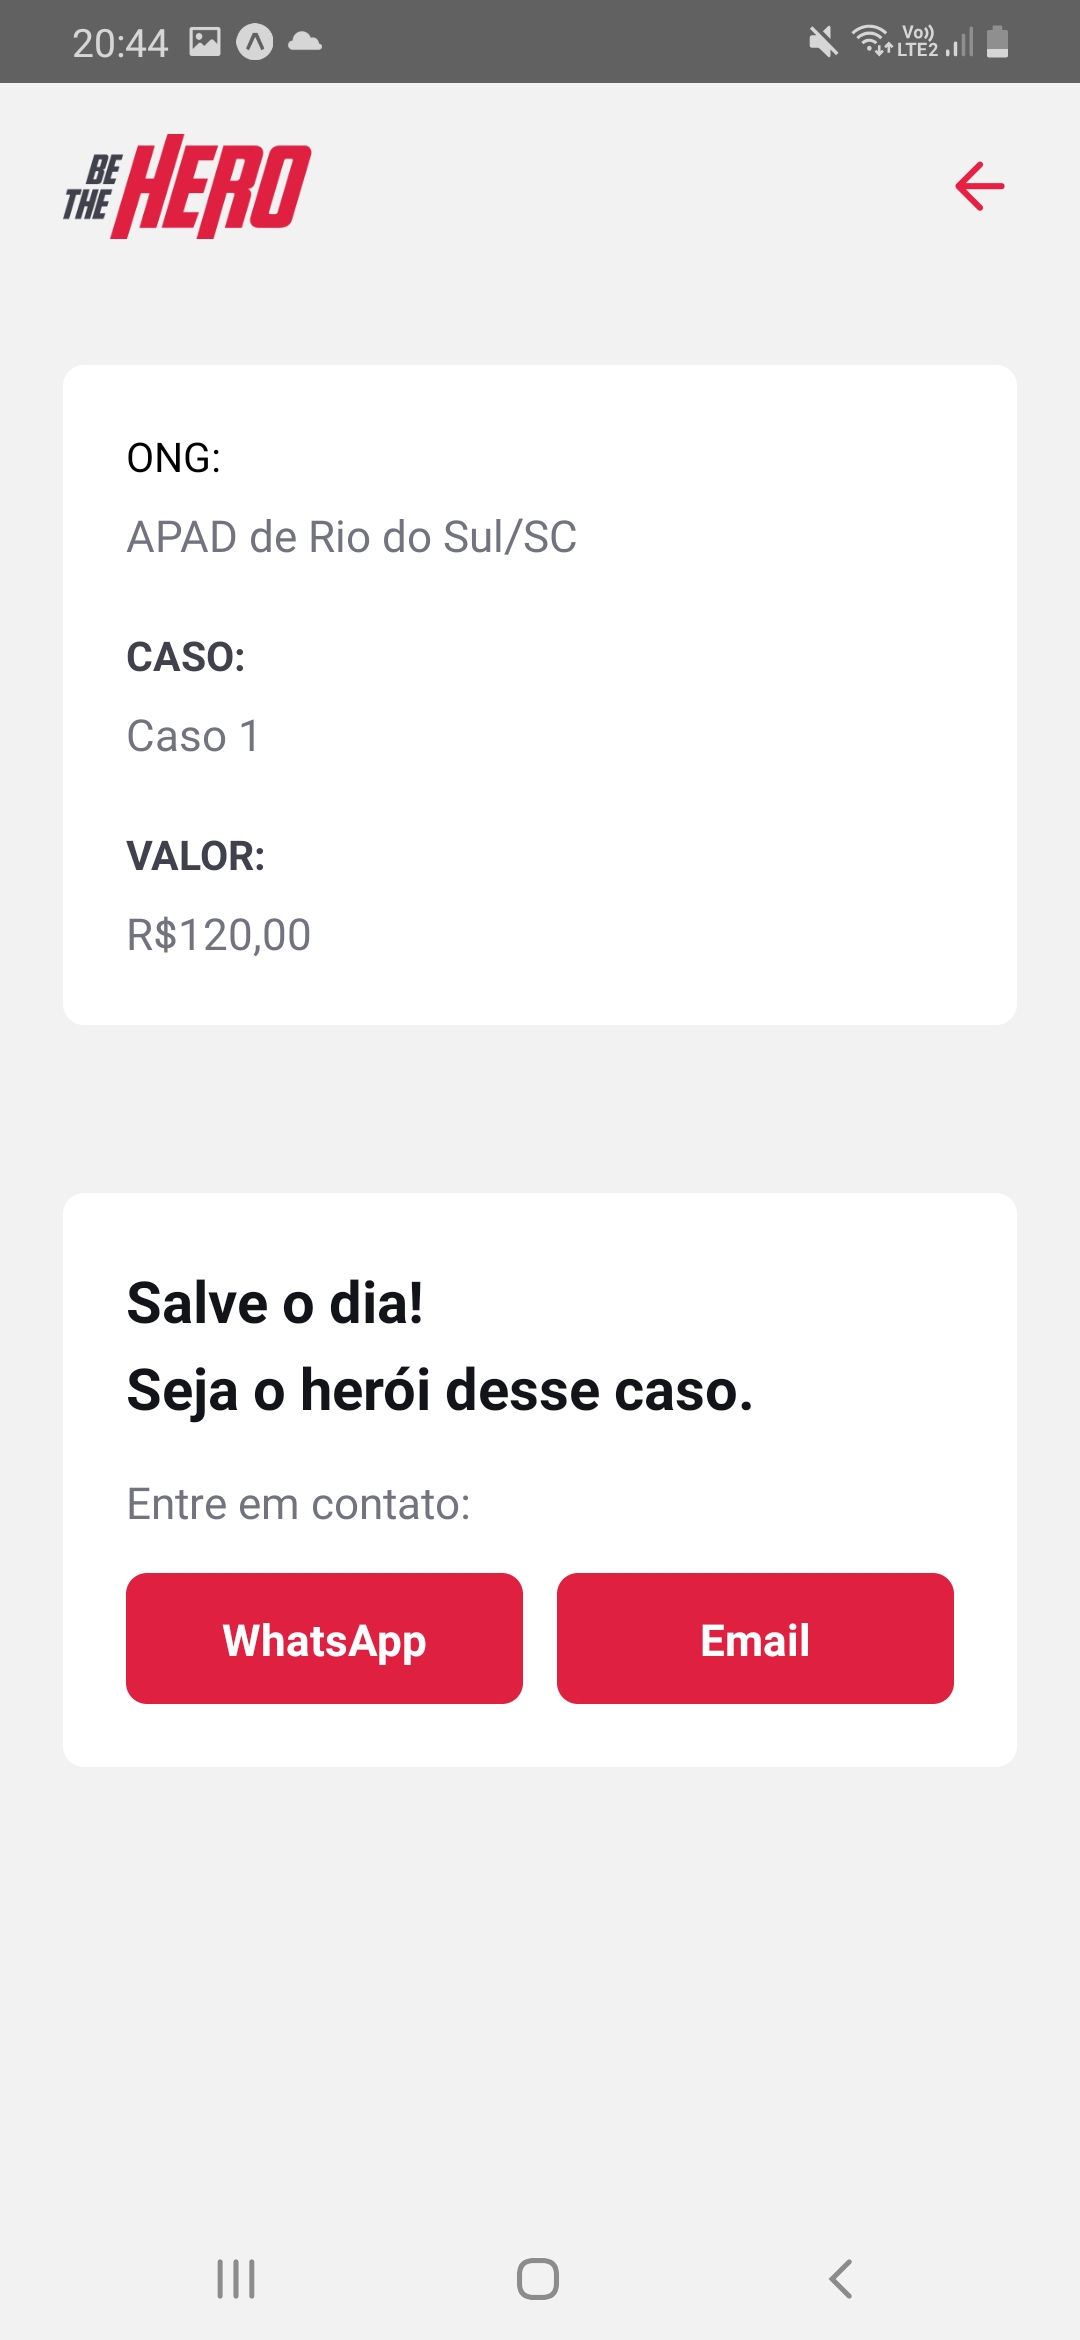 20:44
Vo))
LTE2
BE
THE HERO
ONG:
APAD de Rio do Sul/SC
CASO:
Caso 1
VALOR:
R$120,00
Salve o dia!
Seja o herói desse caso.
Entre em contato:
WhatsApp
Email